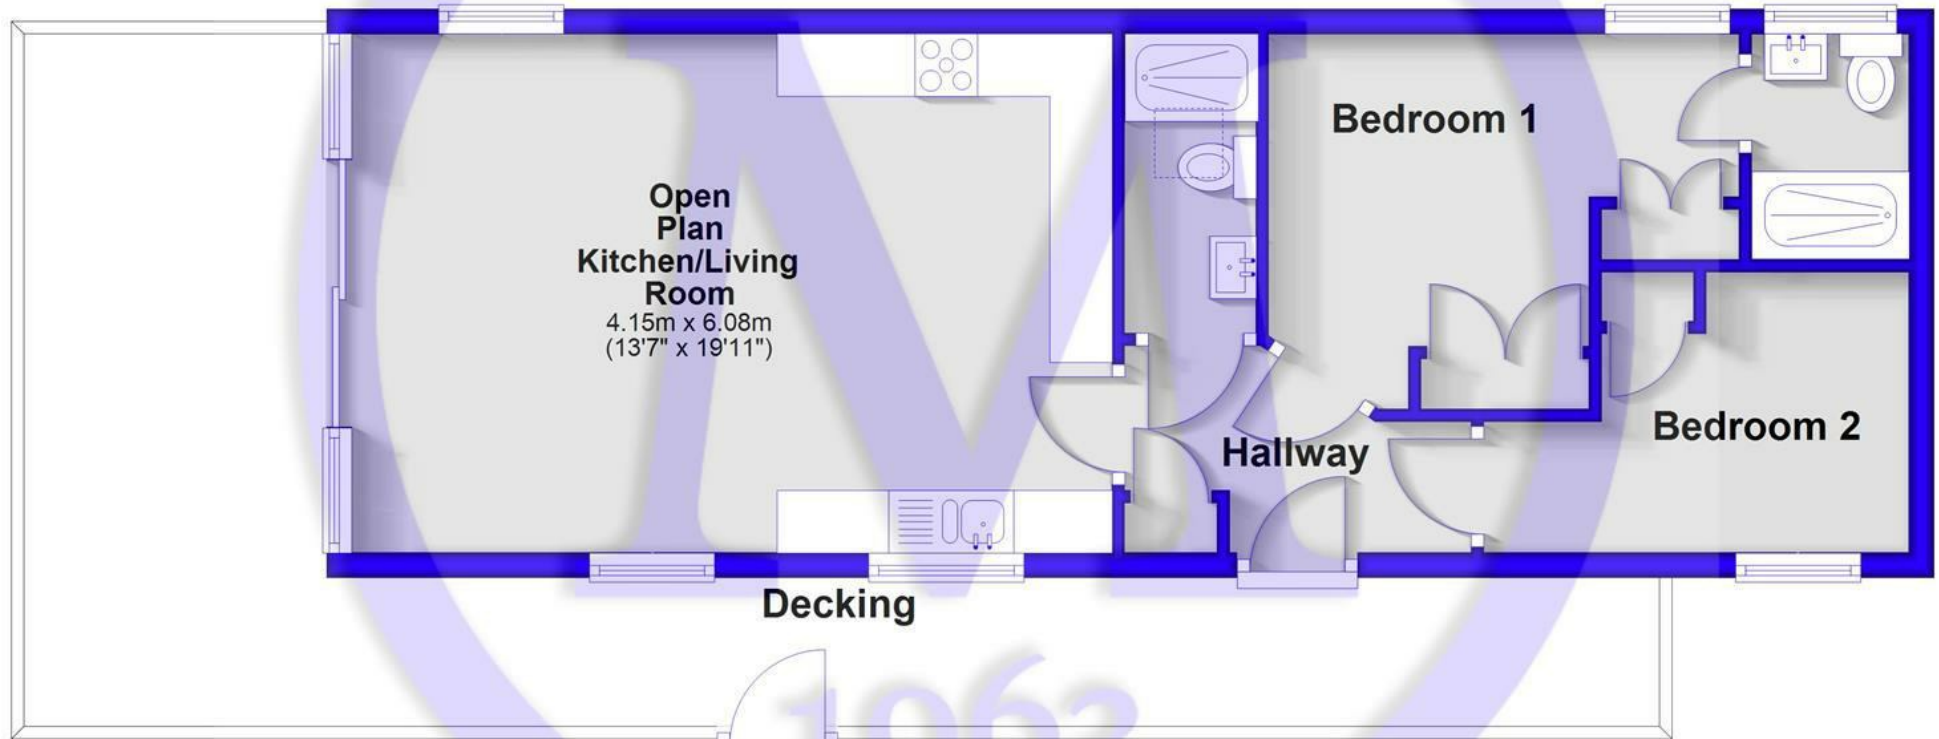 Open
Plan
Kitchen/Living
Room
4.15m x 6.08m
(13'7" x 19'11")
Bedroom 1
Hallway
Bedroom 2
Decking
1962